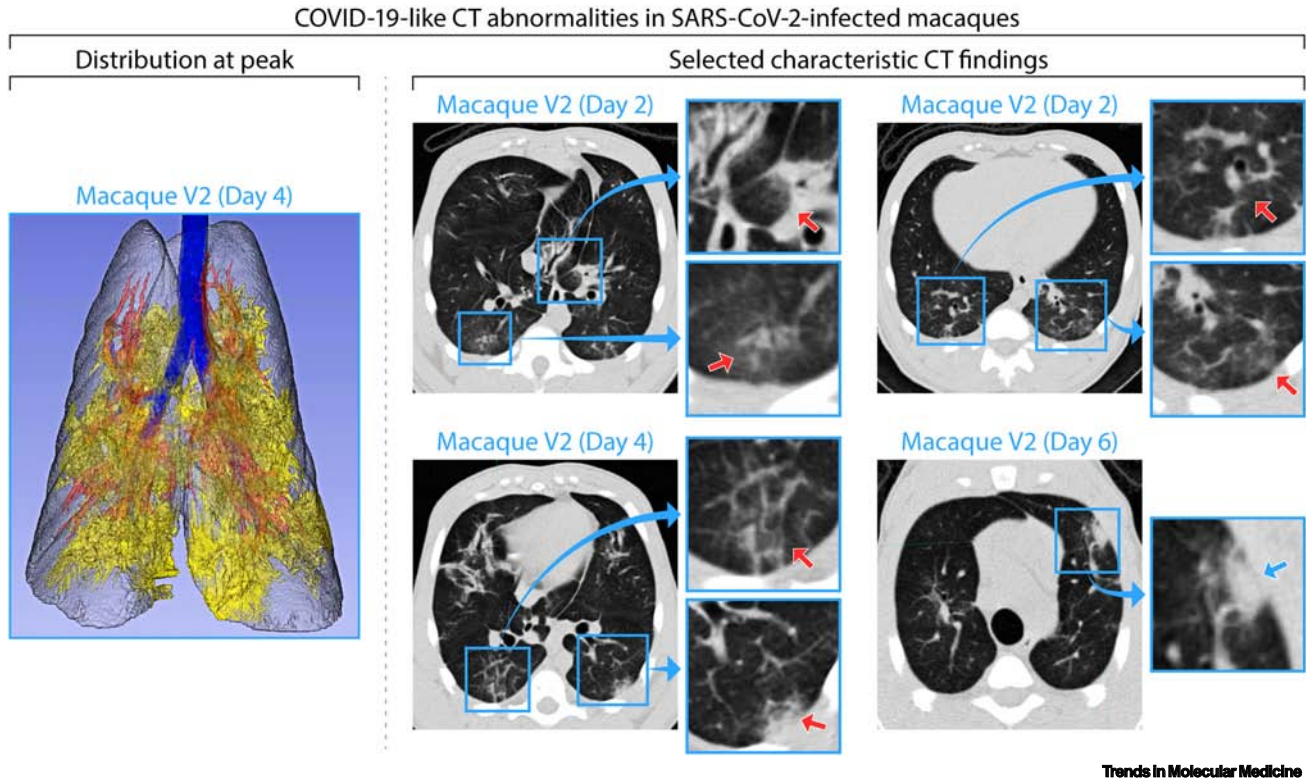 COVID-19-like CT abnormalities in SARS-CoV-2-infected macaques
Distribution at peak
Selected characteristic CT findings
Macaque V2 (Day 2)
Macaque V2 (Day 2)
Macaque V2 (Day 4)
Macaque V2 (Day 4)
Macaque V2 (Day 6)
Trends in Molecular Medicine